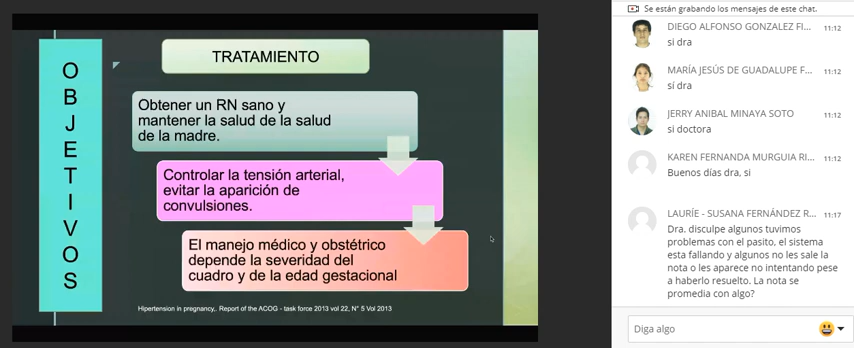 O
B
J
E
T
I
V
O
S
TRATAMIENTO
Obtener un RN sano y
mantener la salud de la salud
de la madre.
Controlar la tensión arterial,
evitar la aparición de
convulsiones.
El manejo médico y obstétrico
depende la severidad del
cuadro y de la edad gestacional
Hipertension in pregnancy,. Report of the ACOG - task force 2013 vol 22, N° 5 Vol 2013
Se están grabando los mensajes de este chat.
DIEGO ALFONSO GONZALEZ FI... 11:12
si dra
MARÍA JESÚS DE GUADALUPE F... 11:12
sí dra
JERRY ANIBAL MINAYA SOTO 11:12
si doctora
KAREN FERNANDA MURGUIA RI... 11:12
Buenos días dra, si
LAURÍE - SUSANA FERNÁNDEZ R... 11:17
Dra. disculpe algunos tuvimos
problemas con el pasito, el sistema
esta fallando y algunos no les sale la
nota o les aparece no intentando pese
a haberlo resuelto. La nota se
promedia con algo?
Diga algo